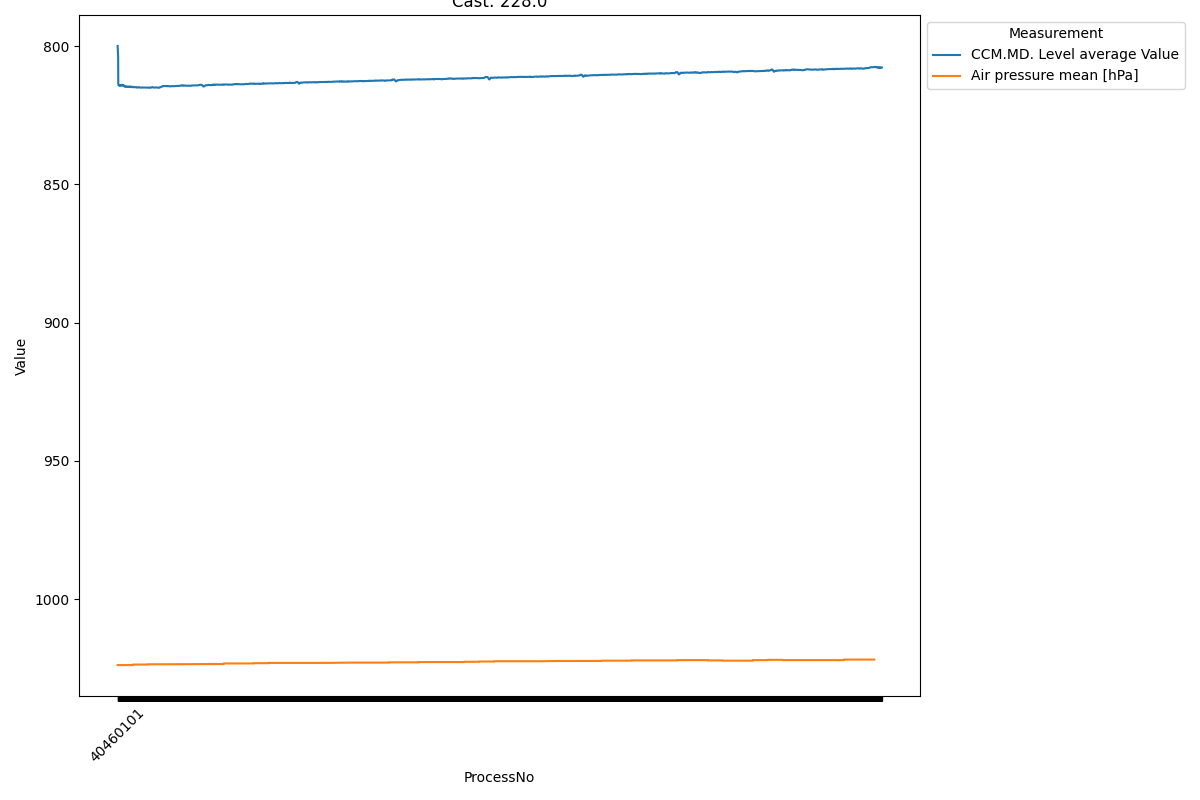 Cast: 228.0
Measurement
CCM.MD. Level average Value
Air pressure mean [hPa]
800
850
900
950
1000
Value
40460101
ProcessNo